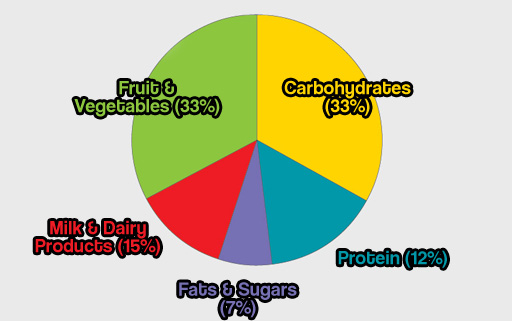 Fruit &
Vegetables (33%)
Carbohydrates
(33%)
Milk & Dairy
Products (15%)
Protein (12%)
Fats & Sugars
(7%)